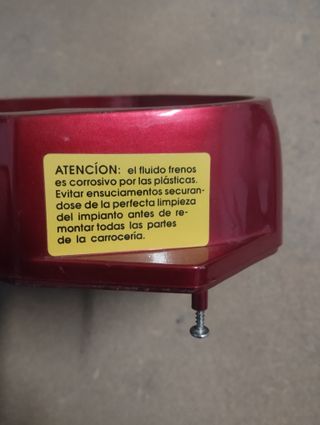 ATENCÍON: el fluido frenos
es corrosivo por las plásticas.
Evitar ensuciamentos securan-
dose de la perfecta limpieza
del impianto antes de re-
montar todas las partes
de la carrocería.